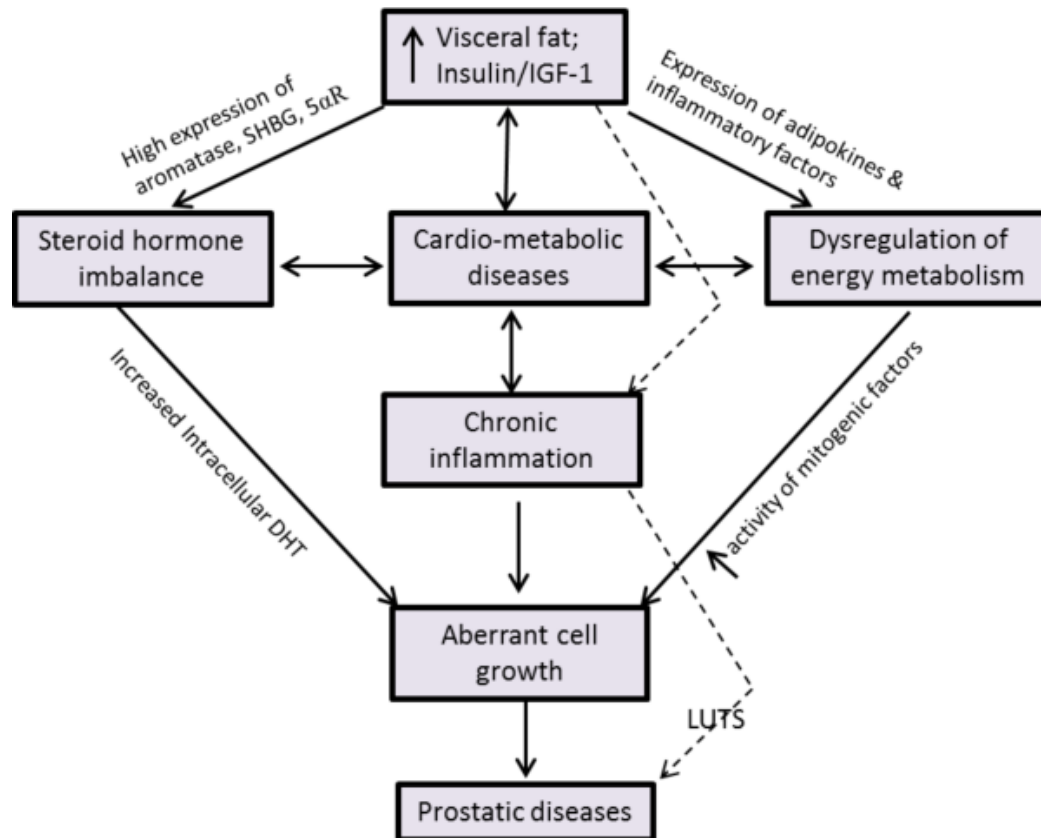 Visceral fat;
Insulin/IGF-1
High expression of
aromatase, SHBG, 5αR
Expression of adipokines &
inflammatory factors
Steroid hormone
imbalance
Cardio-metabolic
diseases
Dysregulation of
energy metabolism
Increased Intracellular DHT
Chronic
inflammation
activity of mitogenic factors
Aberrant cell
growth
LUTS
Prostatic diseases